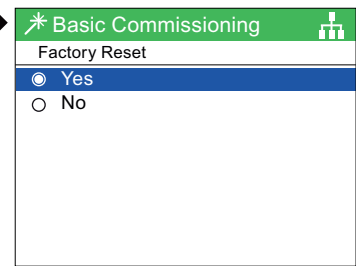 Basic Commissioning
Factory Reset
Yes
No